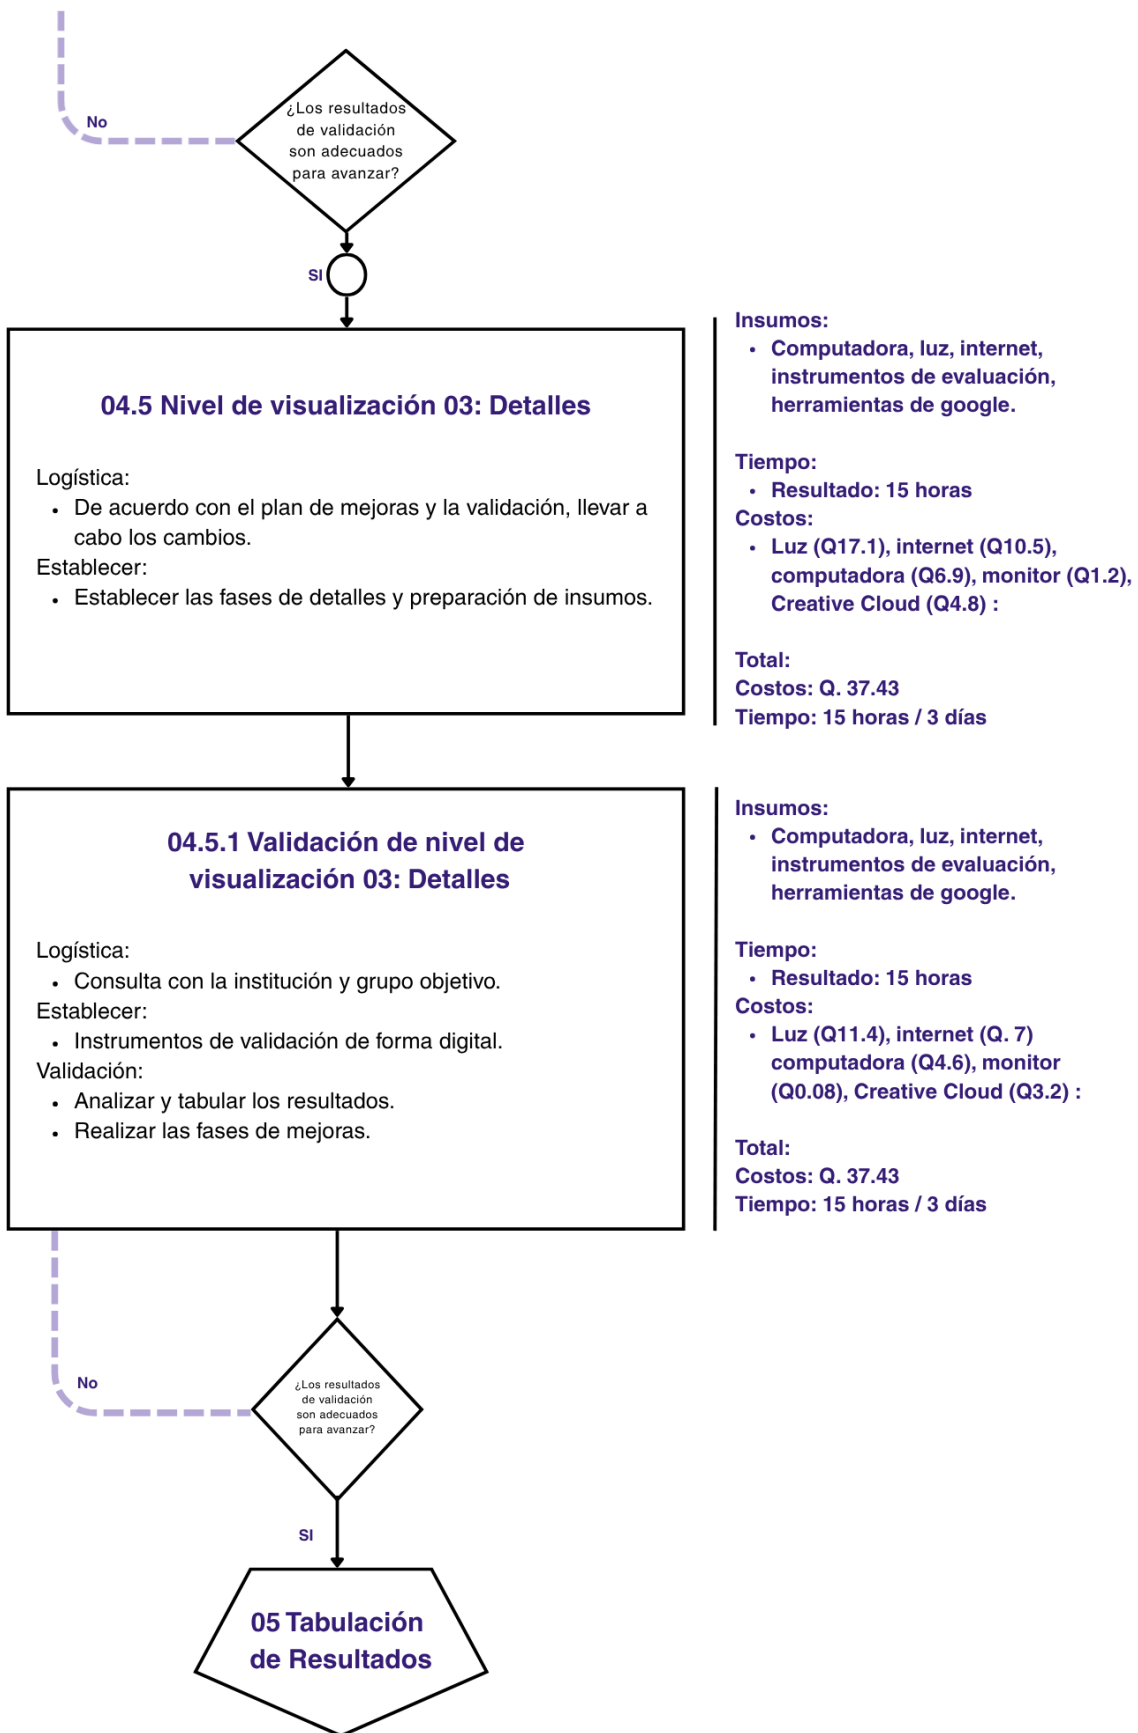 No
¿Los resultados
de validación
son adecuados
para avanzar?
SI
04.5 Nivel de visualización 03: Detalles
Logística:
• De acuerdo con el plan de mejoras y la validación, llevar a
cabo los cambios.
Establecer:
• Establecer las fases de detalles y preparación de insumos.
Insumos:
• Computadora, luz, internet,
instrumentos de evaluación,
herramientas de google.
Tiempo:
• Resultado: 15 horas
Costos:
• Luz (Q17.1), internet (Q10.5),
computadora (Q6.9), monitor (Q1.2),
Creative Cloud (Q4.8) :
Total:
Costos: Q. 37.43
Tiempo: 15 horas / 3 días
04.5.1 Validación de nivel de
visualización 03: Detalles
Logística:
• Consulta con la institución y grupo objetivo.
Establecer:
• Instrumentos de validación de forma digital.
Validación:
• Analizar y tabular los resultados.
• Realizar las fases de mejoras.
Insumos:
• Computadora, luz, internet,
instrumentos de evaluación,
herramientas de google.
Tiempo:
• Resultado: 15 horas
Costos:
• Luz (Q11.4), internet (Q. 7)
computadora (Q4.6), monitor
(Q0.08), Creative Cloud (Q3.2) :
Total:
Costos: Q. 37.43
Tiempo: 15 horas / 3 días
No
¿Los resultados
de validación
son adecuados
para avanzar?
SI
05 Tabulación
de Resultados